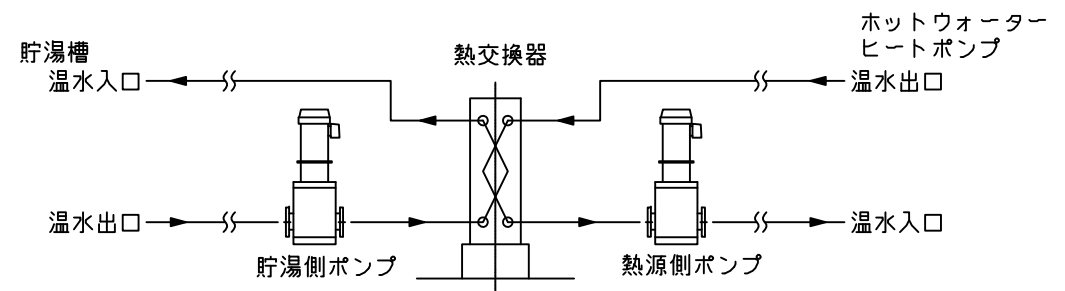 ホットウォーター
ヒートポンプ
貯湯槽
熱交換器
温水入口
温水出口
温水出口
温水入口
貯湯側ポンプ
熱源側ポンプ